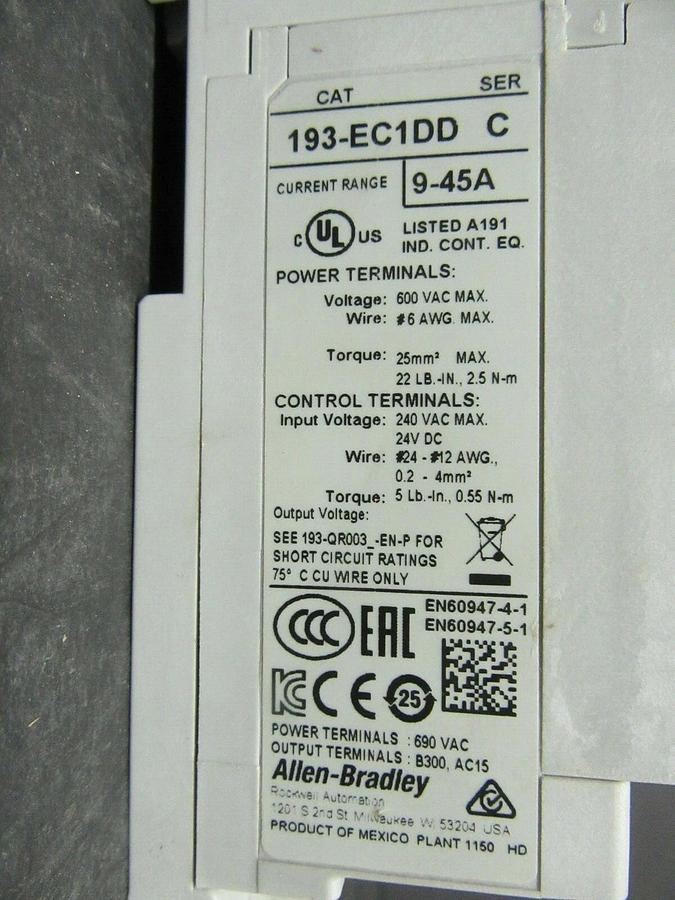 CAT SER
193-EC1DD C
CURRENT RANGE 9-45A
C UL US LISTED A191
IND. CONT. EQ.
POWER TERMINALS:
Voltage: 600 VAC MAX.
Wire: #6 AWG MAX.
Torque: 25mm² MAX.
22 LB.-IN., 2.5 N-m
CONTROL TERMINALS:
Input Voltage: 240 VAC MAX.
24V DC
Wire: #24 - #12 AWG.,
0.2 - 4mm²
Torque: 5 Lb.-In., 0.55 N-m
Output Voltage:
SEE 193-QR003_-EN-P FOR
SHORT CIRCUIT RATINGS
75° C CU WIRE ONLY
CCC EAC EN60947-4-1
EN60947-5-1
KC CE 25
POWER TERMINALS : 690 VAC
OUTPUT TERMINALS : B300, AC15
Allen-Bradley
Rockwell Automation
1201 S 2nd St Milwaukee WI 53204 USA
PRODUCT OF MEXICO PLANT 1150 HD